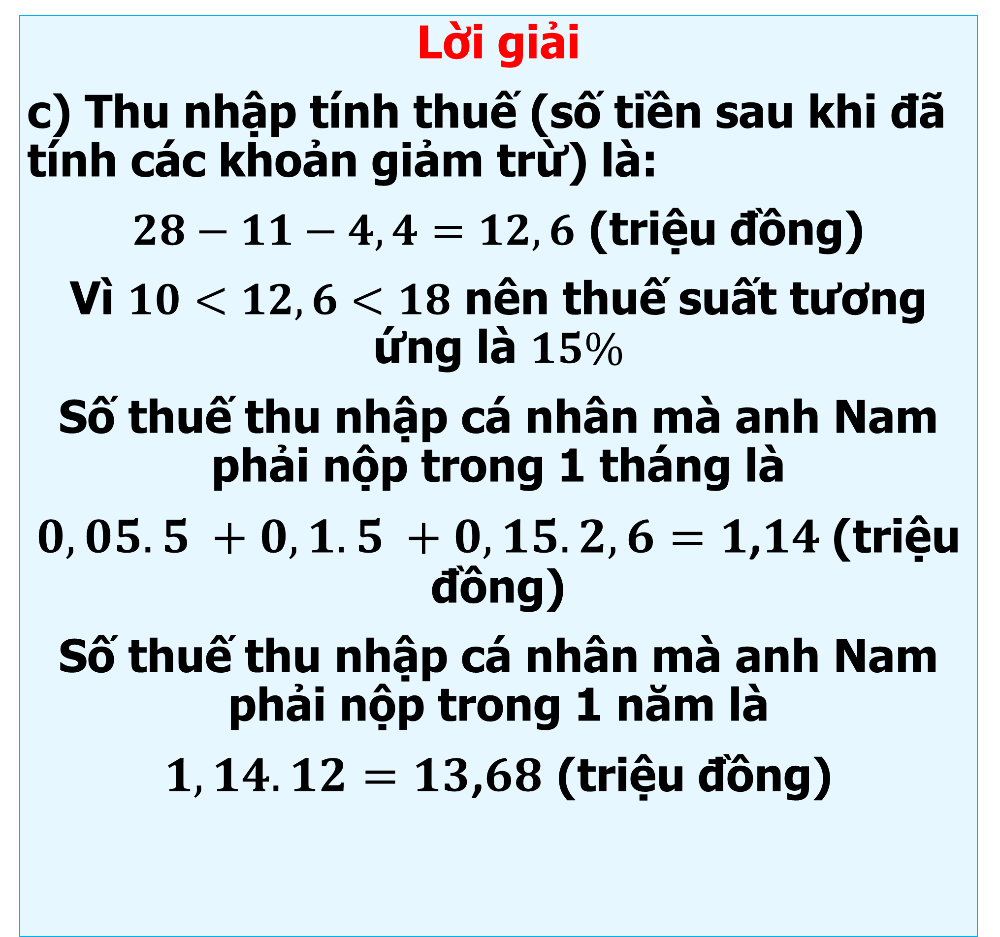 Lời giải
c) Thu nhập tính thuế (số tiền sau khi đã
tính các khoản giảm trừ) là:
28 − 11 − 4, 4 = 12, 6 (triệu đồng)
Vì 10 < 12, 6 < 18 nên thuế suất tương
ứng là 15%
Số thuế thu nhập cá nhân mà anh Nam
phải nộp trong 1 tháng là
0, 05. 5 + 0, 1. 5 + 0, 15. 2, 6 = 1,14 (triệu
đồng)
Số thuế thu nhập cá nhân mà anh Nam
phải nộp trong 1 năm là
1, 14. 12 = 13,68 (triệu đồng)